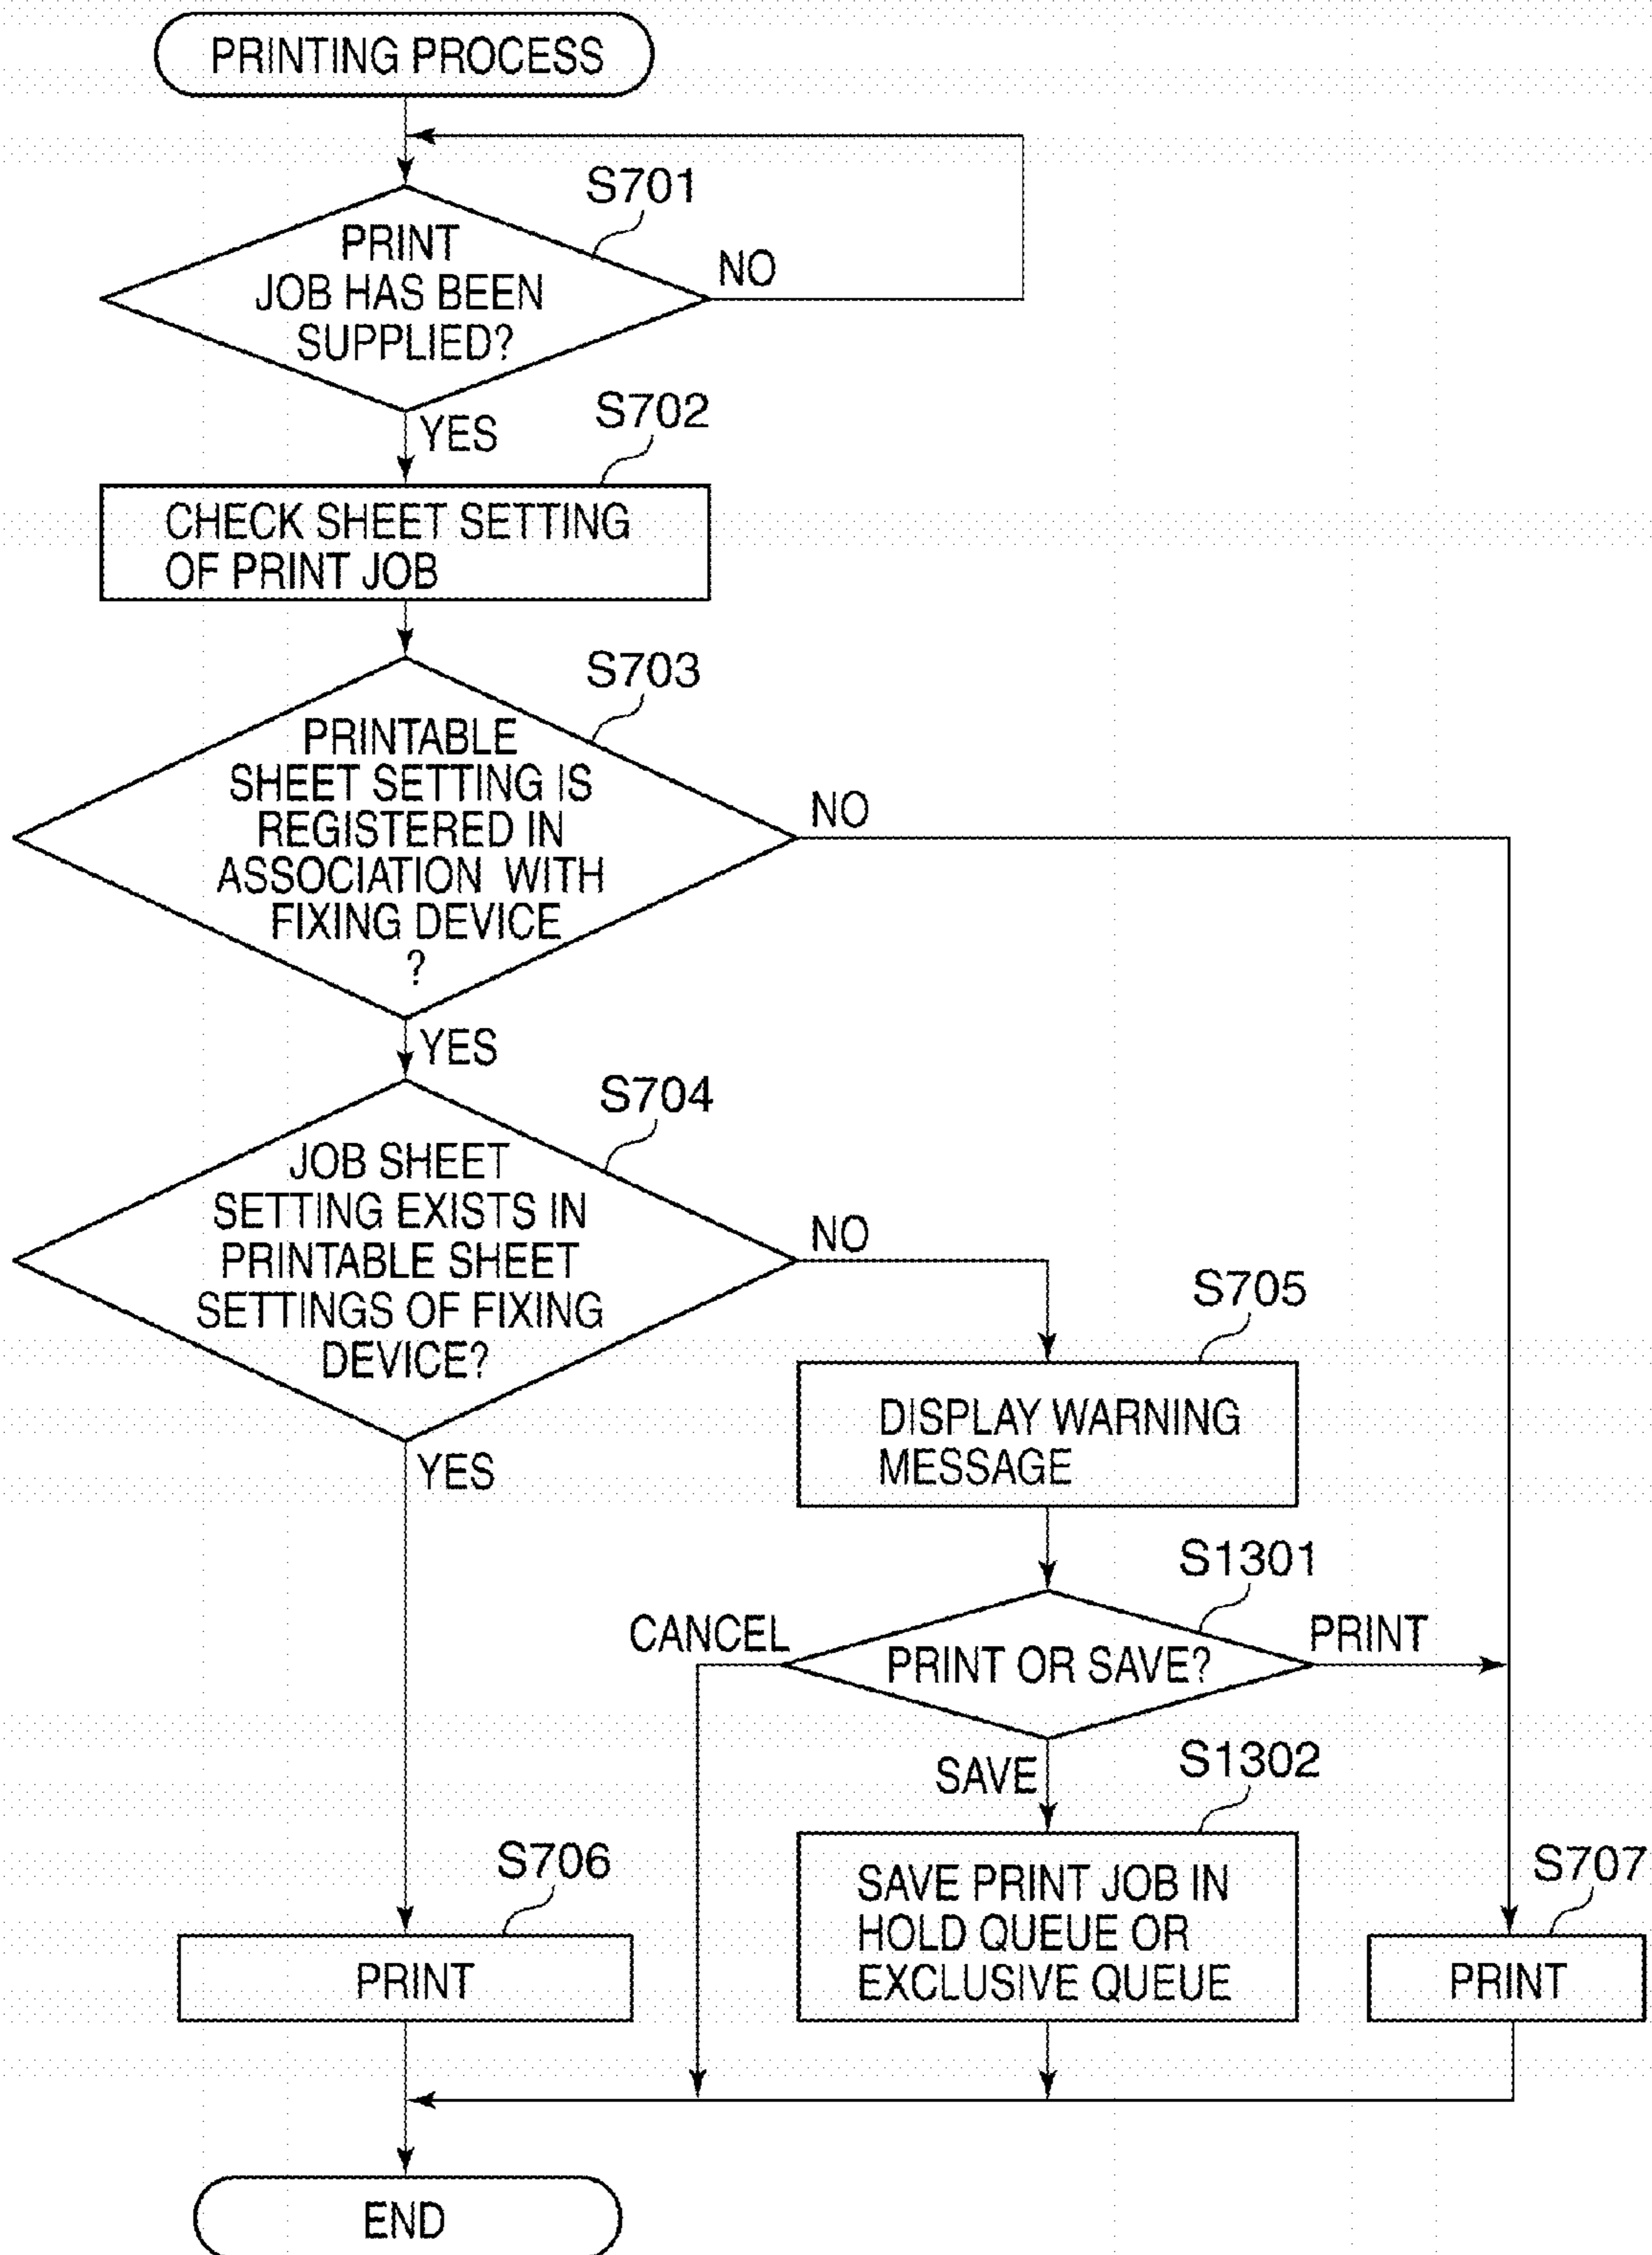 PRINTING PROCESS
S701
PRINT
JOB HAS BEEN
SUPPLIED?
NO
YES
S702
CHECK SHEET SETTING
OF PRINT JOB
S703
PRINTABLE
SHEET SETTING IS
REGISTERED IN
ASSOCIATION WITH
FIXING DEVICE
?
NO
YES
S704
JOB SHEET
SETTING EXISTS IN
PRINTABLE SHEET
SETTINGS OF FIXING
DEVICE?
NO
YES
S705
DISPLAY WARNING
MESSAGE
S1301
CANCEL
PRINT OR SAVE?
PRINT
SAVE
S1302
SAVE PRINT JOB IN
HOLD QUEUE OR
EXCLUSIVE QUEUE
S706
PRINT
S707
PRINT
END